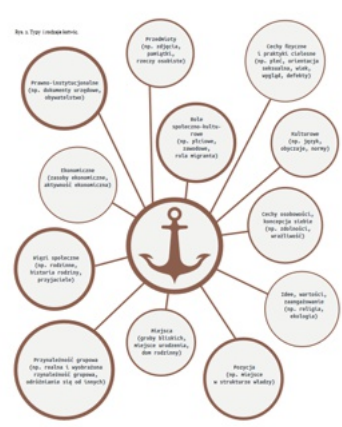 Rys. 2. Typy i rodzaje kotwic.
Przedmioty
(np. zdjęcia,
pamiątki,
rzeczy osobiste)
Cechy fizyczne
i praktyki cielesne
(np. płeć, orientacja
seksualna, wiek,
wygląd, defekty)
Prawno-instytucjonalne
(np. dokumenty urzędowe,
obywatelstwo)
Role
społeczno-kultu-
rowe
(np. płciowe,
zawodowe,
rola migranta)
Kulturowe
(np. język,
obyczaje, normy)
Ekonomiczne
(zasoby ekonomiczne,
aktywność ekonomiczna)
Cechy osobowości,
koncepcja siebie
(np. zdolności,
wrażliwość)
Więzi społeczne
(np. rodzinne,
historia rodziny,
przyjaciele)
Idee, wartości,
zaangażowanie
(np. religia,
ekologia)
Miejsca
(groby bliskich,
miejsce urodzenia,
dom rodzinny)
Przynależność grupowa
(np. realna i wyobrażona
przynależność grupowa,
odróżnianie się od innych)
Pozycja
(np. miejsce
w strukturze władzy)